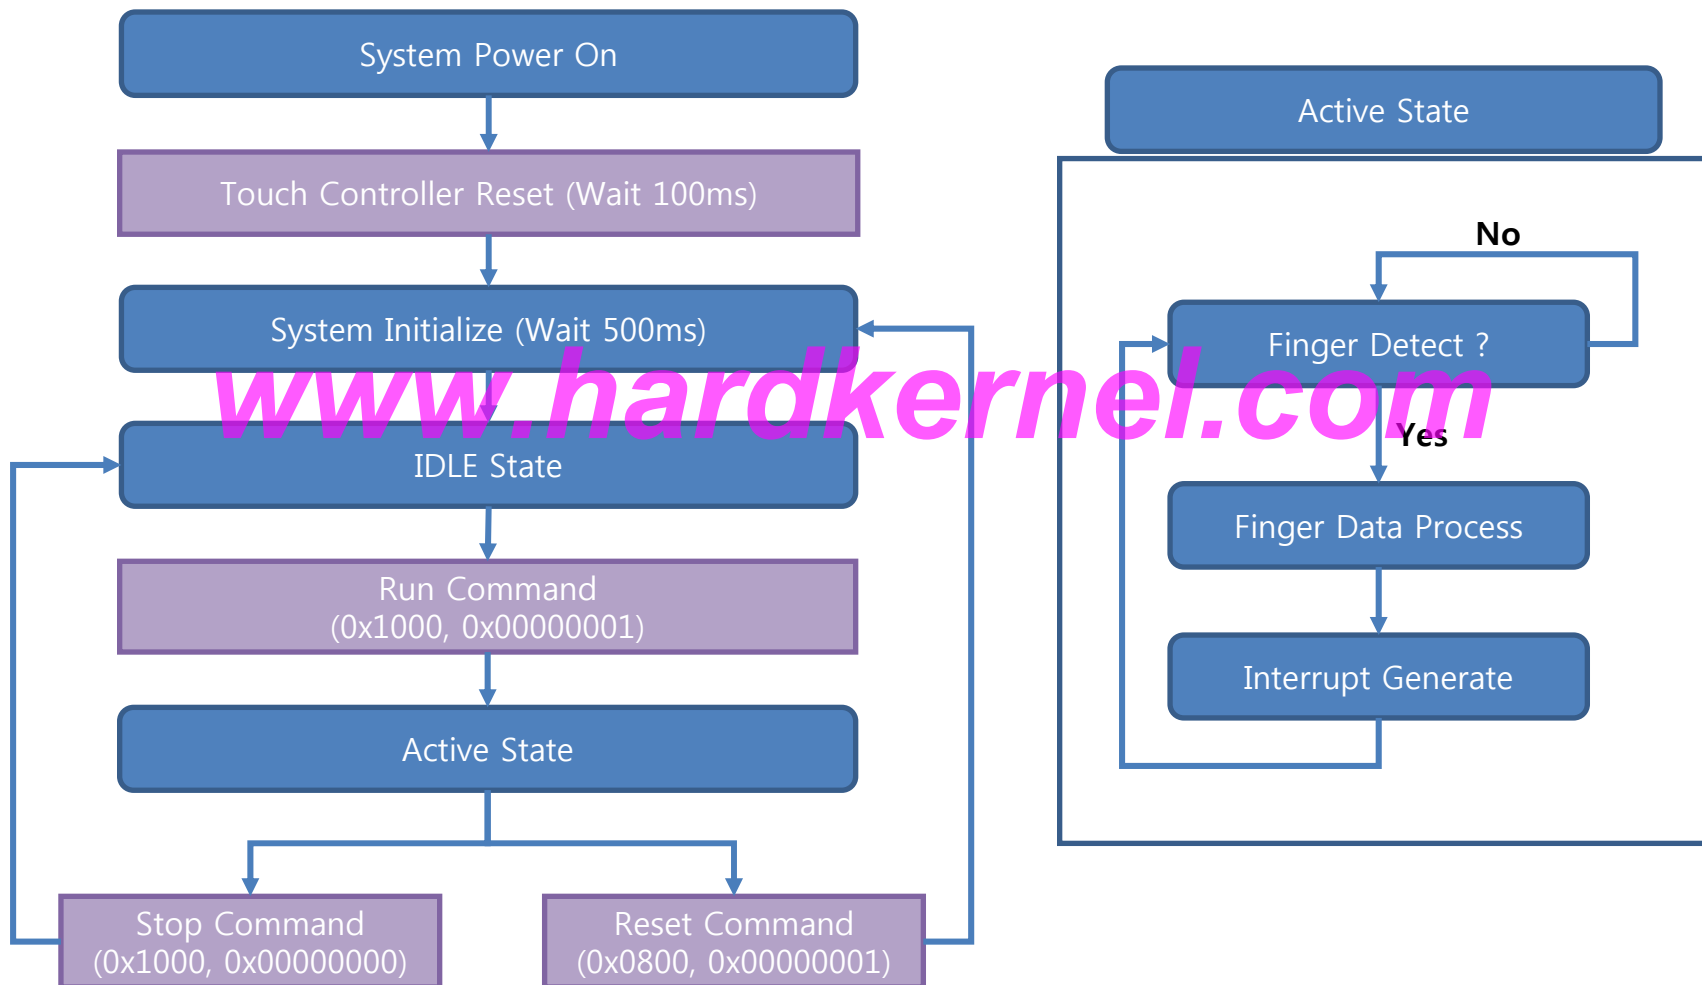 System Power On
Touch Controller Reset (Wait 100ms)
System Initialize (Wait 500ms)
IDLE State
Run Command
(0x1000, 0x00000001)
Active State
Stop Command
(0x1000, 0x00000000)
Reset Command
(0x0800, 0x00000001)
Active State
No
Finger Detect ?
Yes
Finger Data Process
Interrupt Generate
www.hardkernel.com